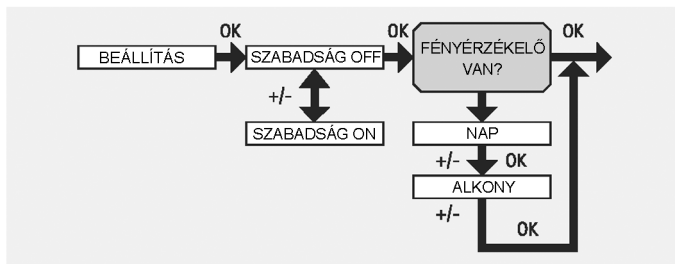 OK
OK
OK
BEÁLLÍTÁS
SZABADSÁG OFF
FÉNYÉRZÉKELŐ
VAN?
+/-
SZABADSÁG ON
NAP
+/-
OK
ALKONY
+/-
OK